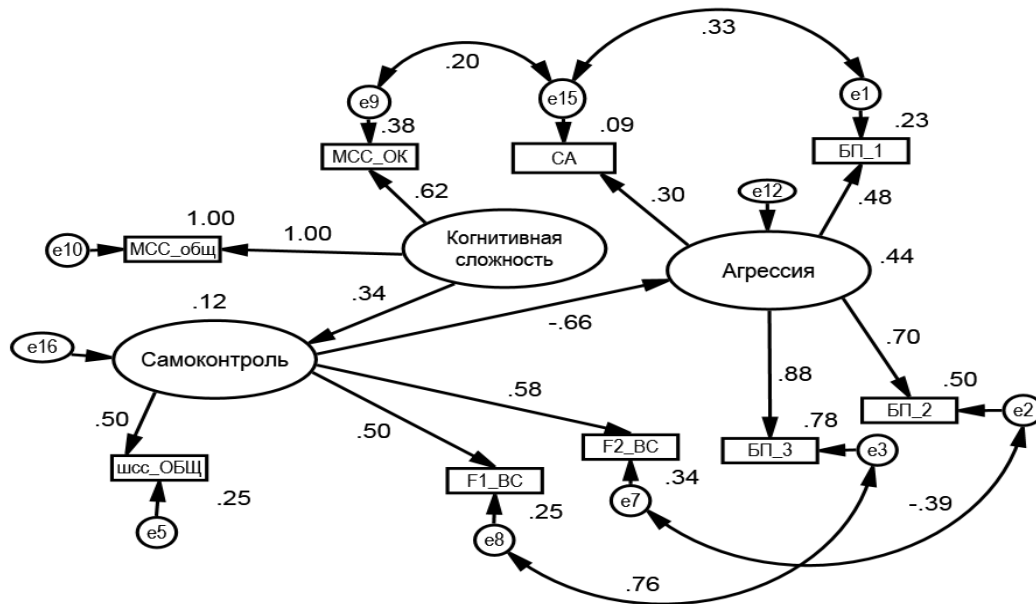 .33
.20
e9
e15
e1
.38
.09
.23
МСС_ОК
СА
БП_1
.62
.30
e12
.48
1.00
1.00
e10
МСС_общ
Когнитивная
сложность
Агрессия
.44
.34
.12
-.66
e16
Самоконтроль
.70
.88
.58
.50
.50
.50
БП_2
e2
F2_ВС
.78
БП_3
e3
шсс_ОБЩ
F1_ВС
.34
.25
e7
.25
e5
e8
-.39
.76